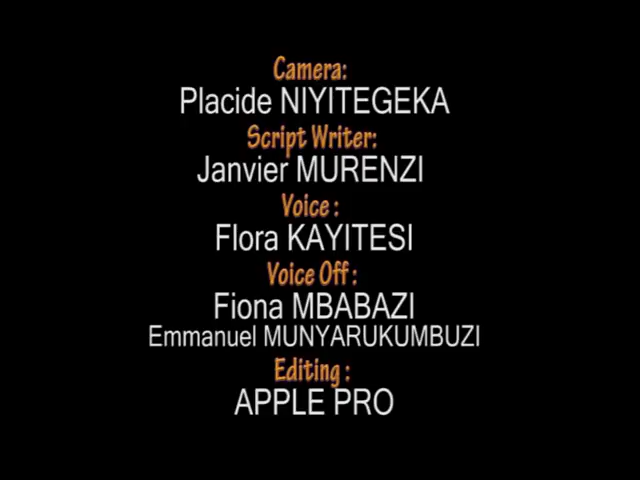 Camera:
Placide NIYITEGEKA
Script Writer:
Janvier MURENZI
Voice :
Flora KAYITESI
Voice Off :
Fiona MBABAZI
Emmanuel MUNYARUKUMBUZI
Editing :
APPLE PRO